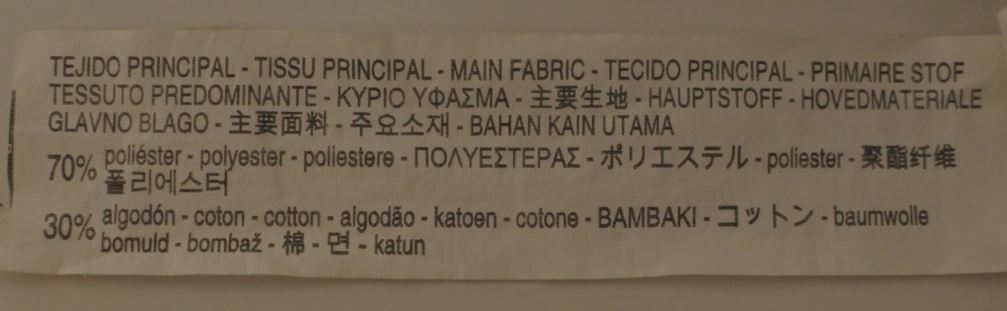 TEJIDO PRINCIPAL - TISSU PRINCIPAL - MAIN FABRIC - TECIDO PRINCIPAL - PRIMAIRE STOF
TESSUTO PREDOMINANTE - ΚΥΡΙΟ ΥΦΑΣΜΑ - 主要生地 - HAUPTSTOFF - HOVEDMATERIALE
GLAVNO BLAGO - 主要面料 - 주요소재 - BAHAN KAIN UTAMA
70% poliéster - polyester - poliestere - ΠΟΛΥΕΣΤΕΡΑΣ - ポリエステル - poliester - 聚酯纤维
폴리에스터
30% algodón - coton - cotton - algodão - katoen - cotone - BAMBAKI - コットン - baumwolle
bomuld - bombaž - 棉 - 면 - katun